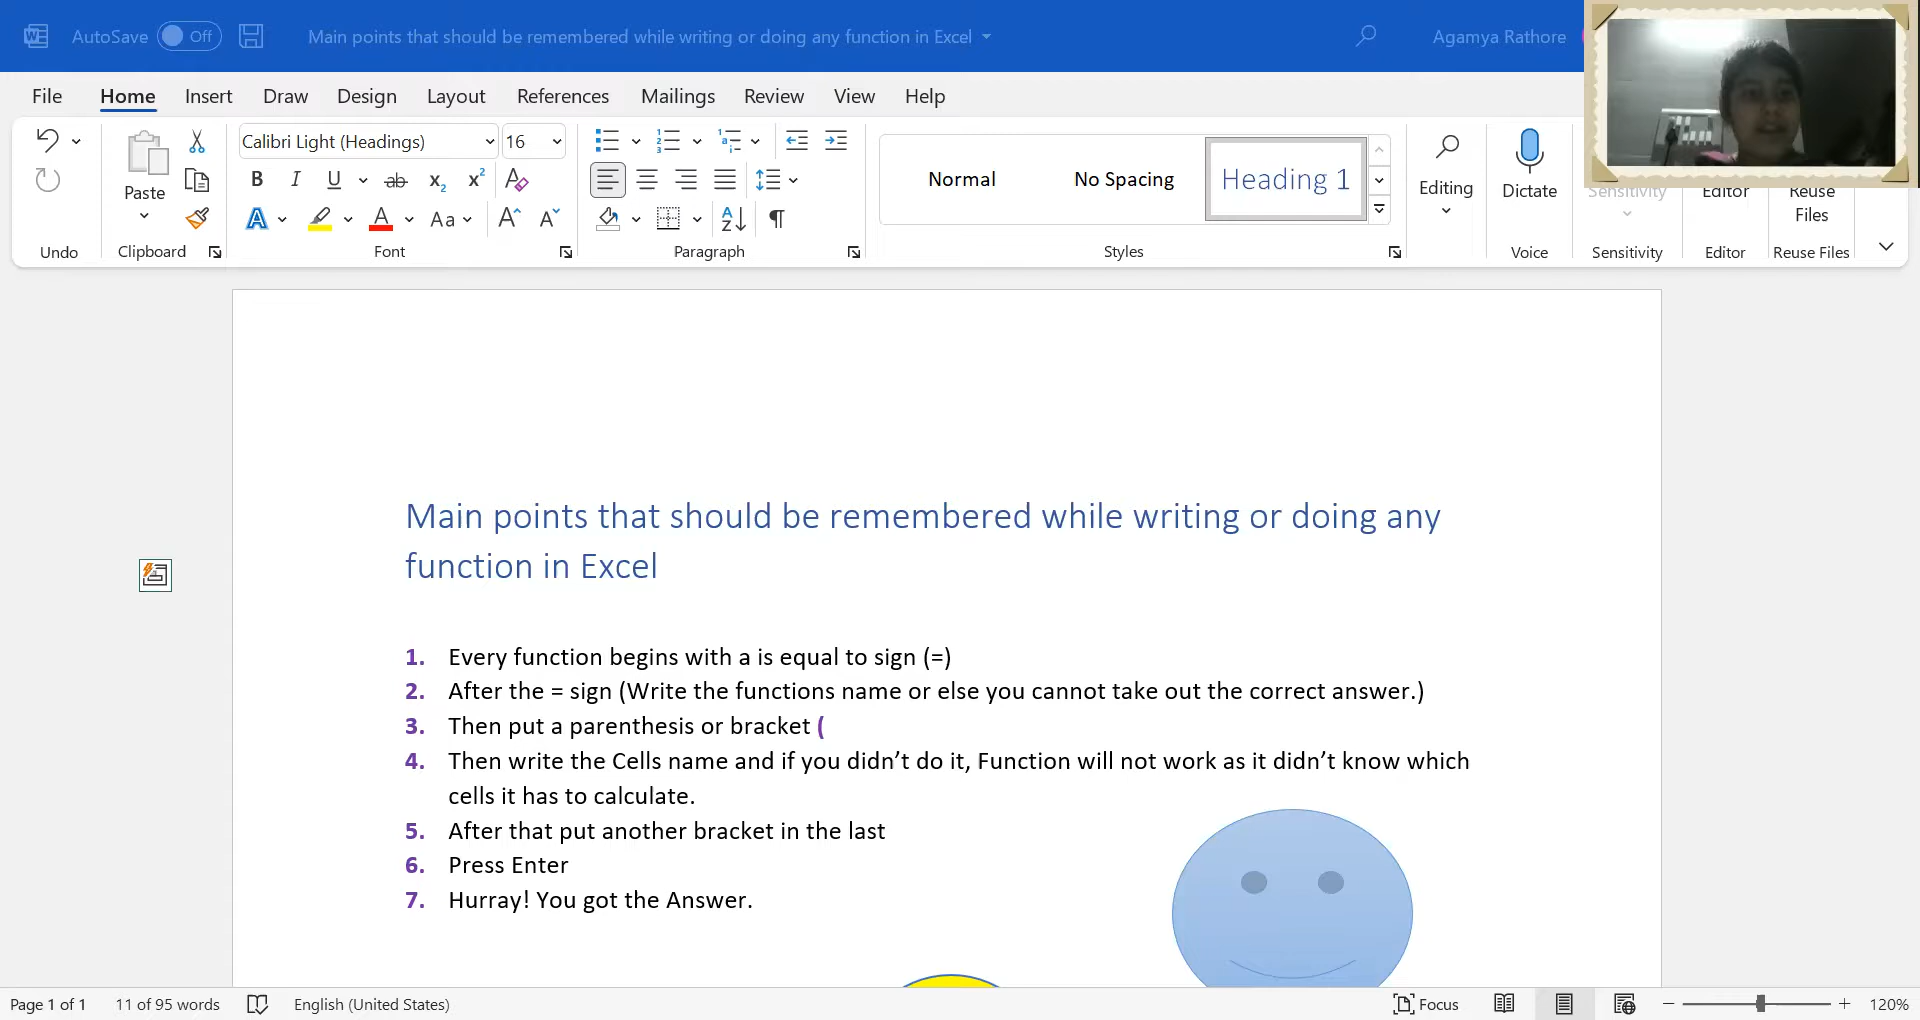 AutoSave Off Main points that should be remembered while writing or doing any function in Excel Agamya Rathore
File Home Insert Draw Design Layout References Mailings Review View Help
Calibri Light (Headings) 16
Paste
B I U ab x₂ x²
A A Aa A A
Normal No Spacing Heading 1
Editing
Dictate
Sensitivity
Editor
Reuse
Files
Undo Clipboard Font Paragraph Styles Voice Sensitivity Editor Reuse Files
Main points that should be remembered while writing or doing any
function in Excel
1. Every function begins with a is equal to sign (=)
2. After the = sign (Write the functions name or else you cannot take out the correct answer.)
3. Then put a parenthesis or bracket (
4. Then write the Cells name and if you didn’t do it, Function will not work as it didn’t know which
cells it has to calculate.
5. After that put another bracket in the last
6. Press Enter
7. Hurray! You got the Answer.
Page 1 of 1 11 of 95 words English (United States) Focus 120%